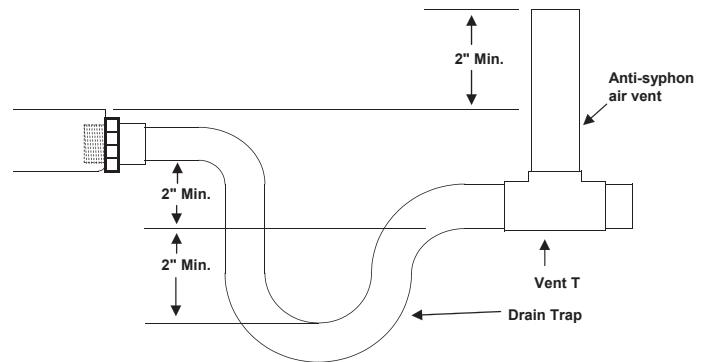 2" Min.
Anti-syphon
air vent
2" Min.
2" Min.
Vent T
Drain Trap